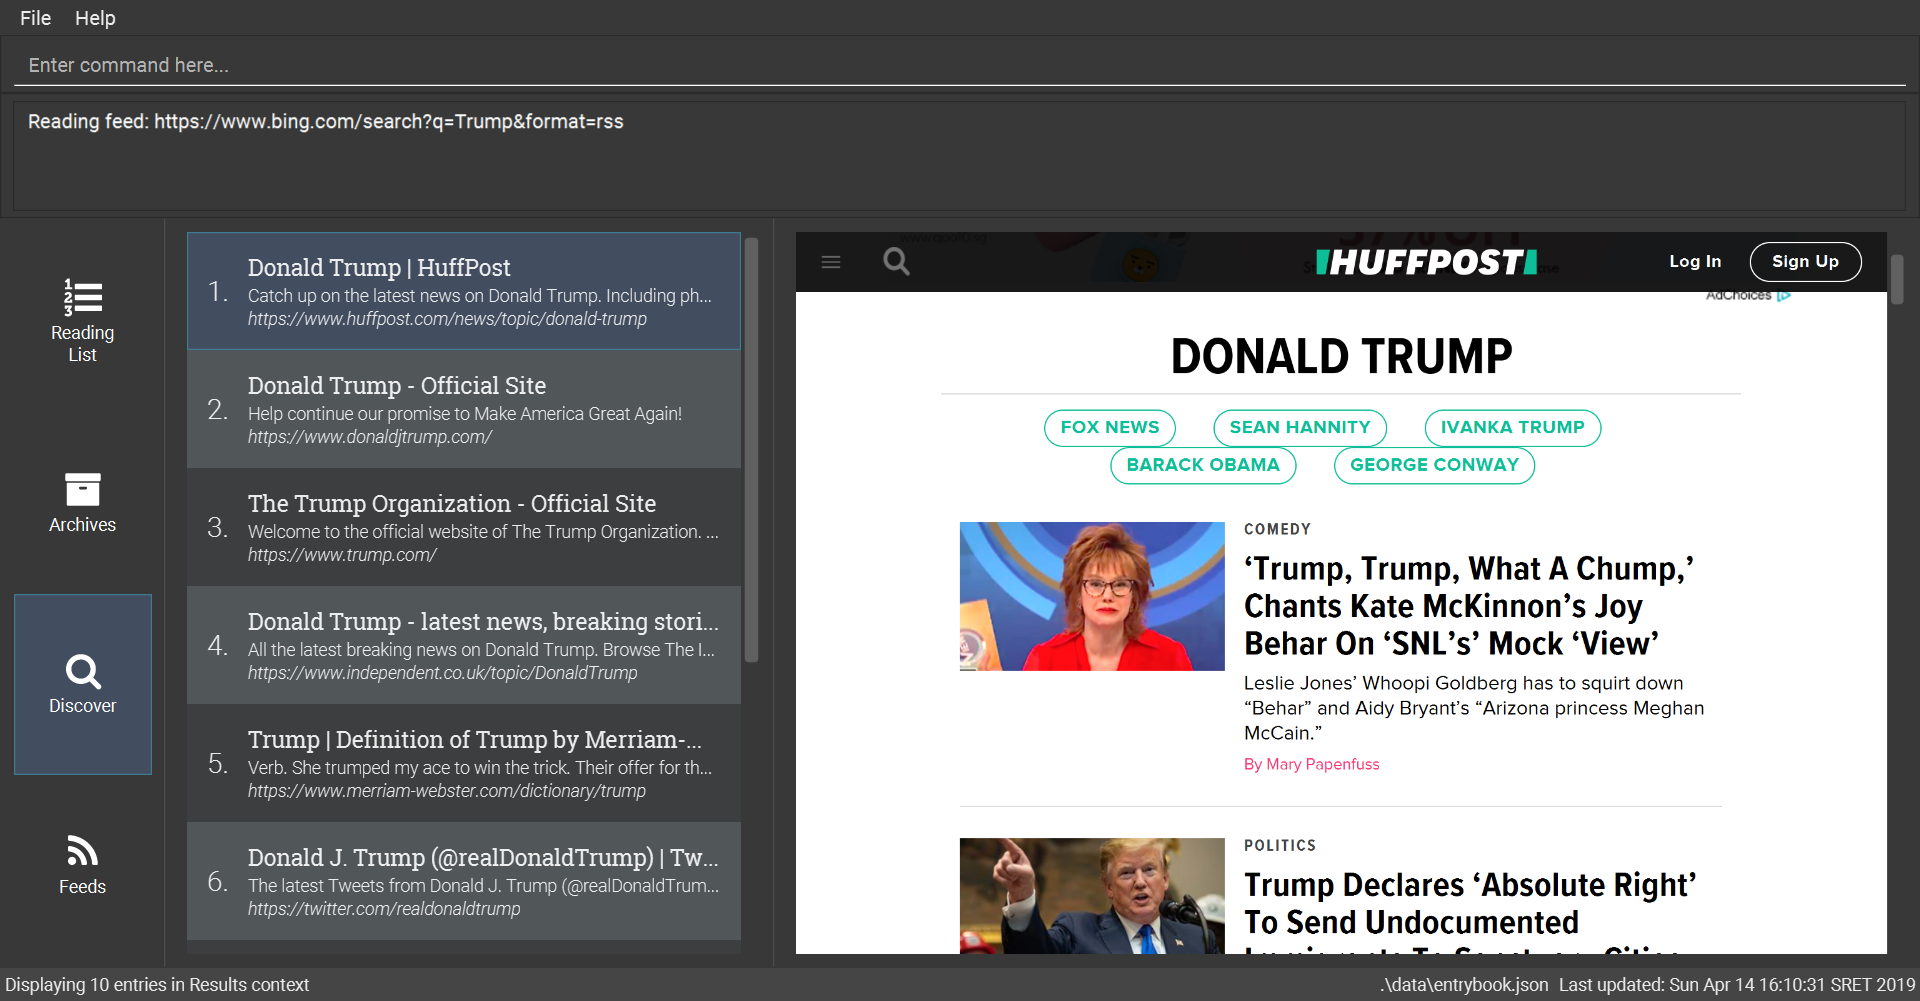 File Help
Enter command here...
Reading feed: https://www.bing.com/search?q=Trump&format=rss
Reading
List
Archives
Discover
Feeds
1.
Donald Trump | HuffPost
Catch up on the latest news on Donald Trump. Including ph...
https://www.huffpost.com/news/topic/donald-trump
2.
Donald Trump - Official Site
Help continue our promise to Make America Great Again!
https://www.donaldjtrump.com/
3.
The Trump Organization - Official Site
Welcome to the official website of The Trump Organization. ...
https://www.trump.com/
4.
Donald Trump - latest news, breaking stori...
All the latest breaking news on Donald Trump. Browse The I...
https://www.independent.co.uk/topic/DonaldTrump
5.
Trump | Definition of Trump by Merriam-...
Verb. She trumped my ace to win the trick. Their offer for th...
https://www.merriam-webster.com/dictionary/trump
6.
Donald J. Trump (@realDonaldTrump) | Tw...
The latest Tweets from Donald J. Trump (@realDonaldTrum...
https://twitter.com/realdonaldtrump
HUFFPOST
Log In
Sign Up
AdChoices
DONALD TRUMP
FOX NEWS SEAN HANNITY IVANKA TRUMP
BARACK OBAMA GEORGE CONWAY
COMEDY
‘Trump, Trump, What A Chump,’
Chants Kate McKinnon’s Joy
Behar On ‘SNL’s’ Mock ‘View’
Leslie Jones’ Whoopi Goldberg has to squirt down
“Behar” and Aidy Bryant’s “Arizona princess Meghan
McCain.”
By Mary Papenfuss
POLITICS
Trump Declares ‘Absolute Right’
To Send Undocumented
Displaying 10 entries in Results context
.\data\entrybook.json Last updated: Sun Apr 14 16:10:31 SRET 2019